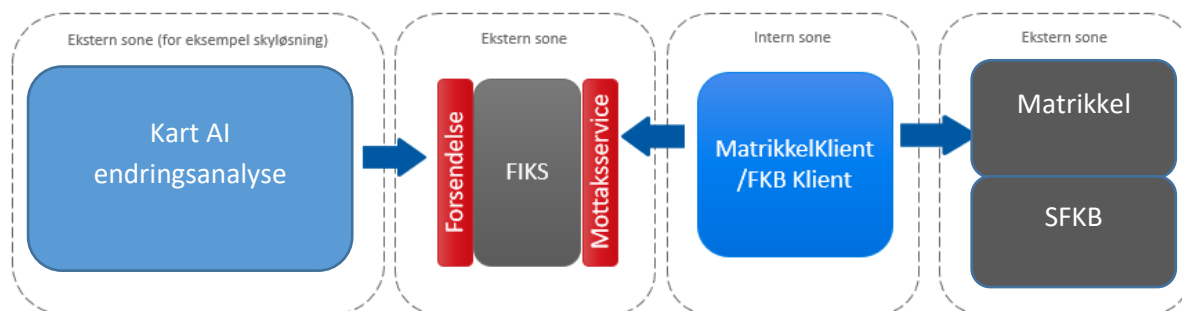 Ekstern sone (for eksempel skyløsning)
Kart AI
endringsanalyse
Ekstern sone
Forsendelse
FIKS
Mottaksservice
Intern sone
MatrikkelKlient
/FKB Klient
Ekstern sone
Matrikkel
SFKB